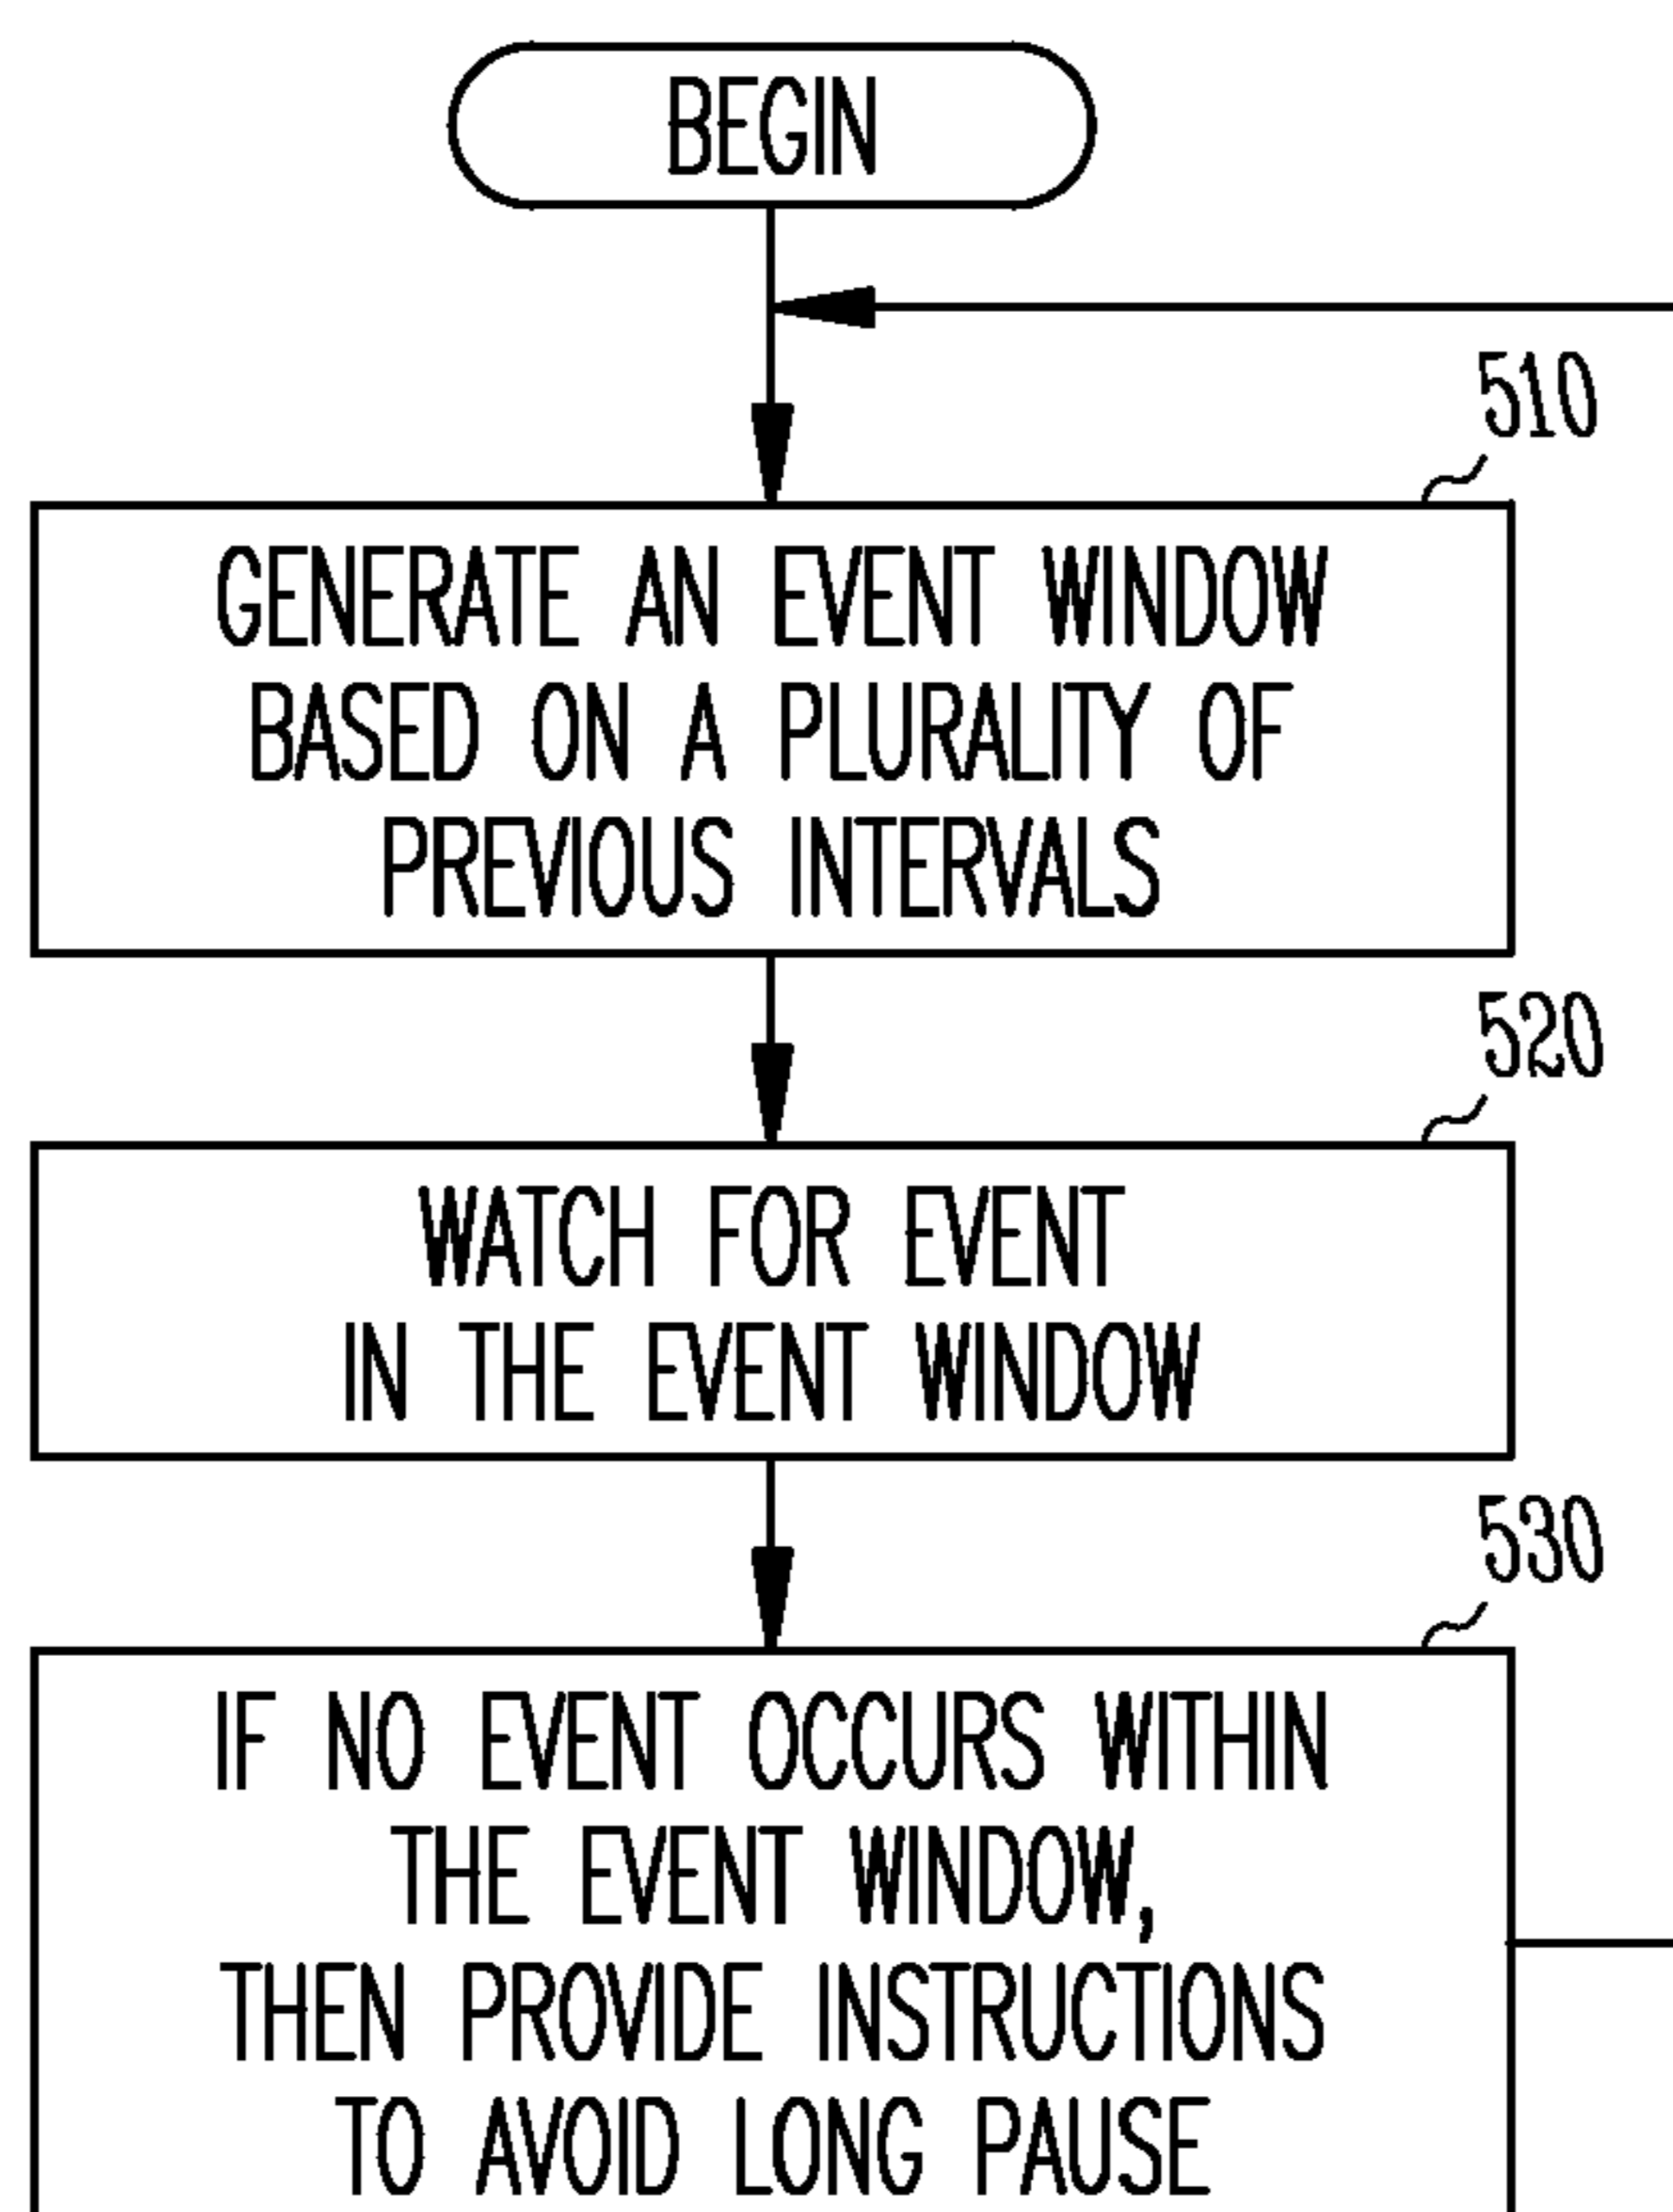 BEGIN
510
GENERATE AN EVENT WINDOW
BASED ON A PLURALITY OF
PREVIOUS INTERVALS
520
WATCH FOR EVENT
IN THE EVENT WINDOW
530
IF NO EVENT OCCURS WITHIN
THE EVENT WINDOW,
THEN PROVIDE INSTRUCTIONS
TO AVOID LONG PAUSE